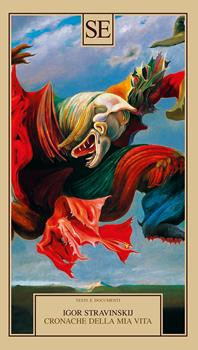 SE
TESTI E DOCUMENTI
IGOR STRAVINSKIJ
CRONACHE DELLA MIA VITA